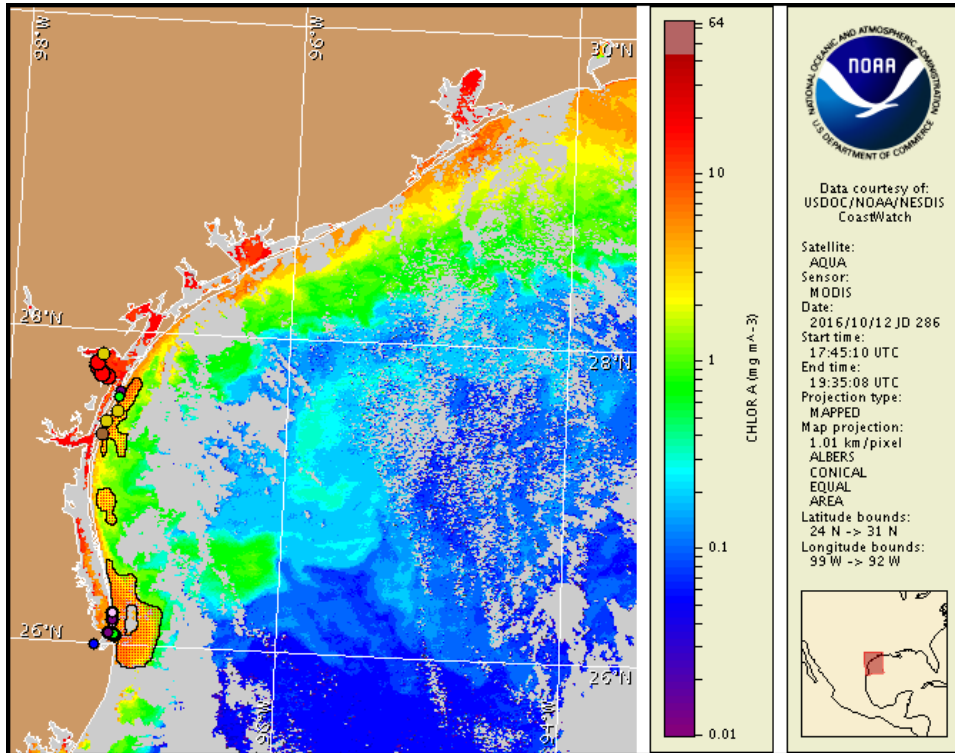 98°W
96°W
30°N
28°N
28°N
26°N
26°N
96°W
94°W
64
10
1
0.1
0.01
CHLOR A (mg m^-3)
NATIONAL OCEANIC AND ATMOSPHERIC ADMINISTRATION
NOAA
U.S. DEPARTMENT OF COMMERCE
Data courtesy of:
USDOC/NOAA/NESDIS
CoastWatch
Satellite:
AQUA
Sensor:
MODIS
Date:
2016/10/12 JD 286
Start time:
17:45:10 UTC
End time:
19:35:08 UTC
Projection type:
MAPPED
Map projection:
1.01 km/pixel
ALBERS
CONICAL
EQUAL
AREA
Latitude bounds:
24 N -> 31 N
Longitude bounds:
99 W -> 92 W